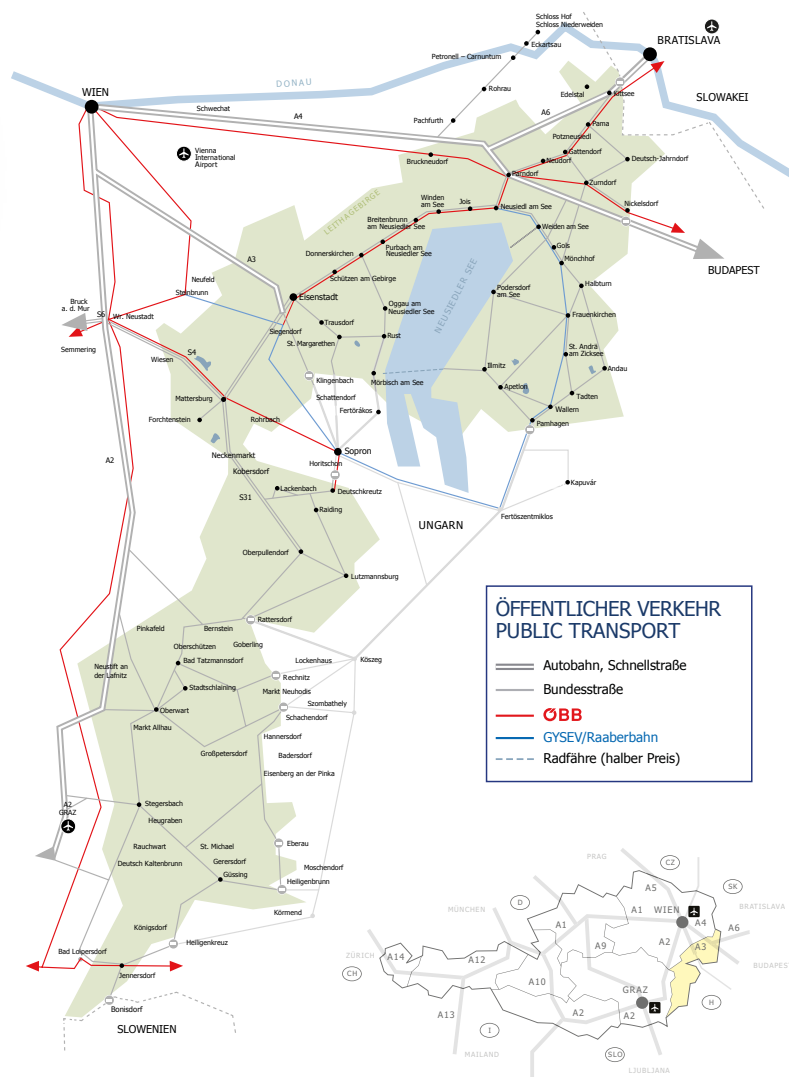 Schloss Hof
Schloss Niederweiden
Eckartsau
BRATISLAVA
Petronell – Carnuntum
DONAU
WIEN
Rohrau
Edelstal
Kittsee
SLOWAKEI
Schwechat
A4
A6
Pachfurth
Pama
Potzneusiedl
Vienna
International
Airport
Bruckneudorf
Gattendorf
Neudorf
Deutsch-Jahrndorf
Parndorf
Zurndorf
LEITHAGEBIRGE
Winden
am See
Jois
Neusiedl am See
Nickelsdorf
Breitenbrunn
am Neusiedler See
Weiden am See
Purbach am
Neusiedler See
Gols
Donnerskirchen
Mönchhof
A3
BUDAPEST
Schützen am Gebirge
NEUSIEDLER SEE
Neufeld
Steinbrunn
Halbturn
Podersdorf
am See
Bruck
a. d. Mur
Eisenstadt
Oggau am
Neusiedler See
S6
Wr. Neustadt
Frauenkirchen
Trausdorf
Siegendorf
St. Margarethen
Rust
Semmering
S4
Wiesen
St. Andrä
am Zicksee
Illmitz
Andau
Klingenbach
Mörbisch am See
Apetlon
Mattersburg
Schattendorf
Tadten
Wallern
Forchtenstein
Rohrbach
Fertőrákos
Pamhagen
Neckenmarkt
Sopron
A2
Kobersdorf
Horitschon
Lackenbach
Deutschkreutz
Kapuvár
S31
Raiding
Fertöszentmiklos
UNGARN
Oberpullendorf
Lutzmannsburg
ÖFFENTLICHER VERKEHR
PUBLIC TRANSPORT
Autobahn, Schnellstraße
Bundesstraße
ÖBB
GYSEV/Raaberbahn
Radfähre (halber Preis)
Rattersdorf
Pinkafeld
Bernstein
Goberling
Oberschützen
Lockenhaus
Köszeg
Bad Tatzmannsdorf
Neustift an
der Lafnitz
Rechnitz
Stadtschlaining
Markt Neuhodis
Szombathely
Oberwart
Schachendorf
Markt Allhau
Hannersdorf
Großpetersdorf
Badersdorf
Eisenberg an der Pinka
A2
GRAZ
Stegersbach
Heugraben
Rauchwart
St. Michael
Eberau
Deutsch Kaltenbrunn
Gerersdorf
Moschendorf
Güssing
Heiligenbrunn
Körmend
Königsdorf
Heiligenkreuz
Bad Loipersdorf
Jennersdorf
Bonisdorf
SLOWENIEN
PRAG
CZ
A5
SK
D
MÜNCHEN
A1
WIEN
BRATISLAVA
A1
A4
A6
A2
A3
A9
ZÜRICH
A14
A12
BUDAPEST
CH
A10
GRAZ
H
A13
A2
A2
I
MAILAND
SLO
LJUBLJANA